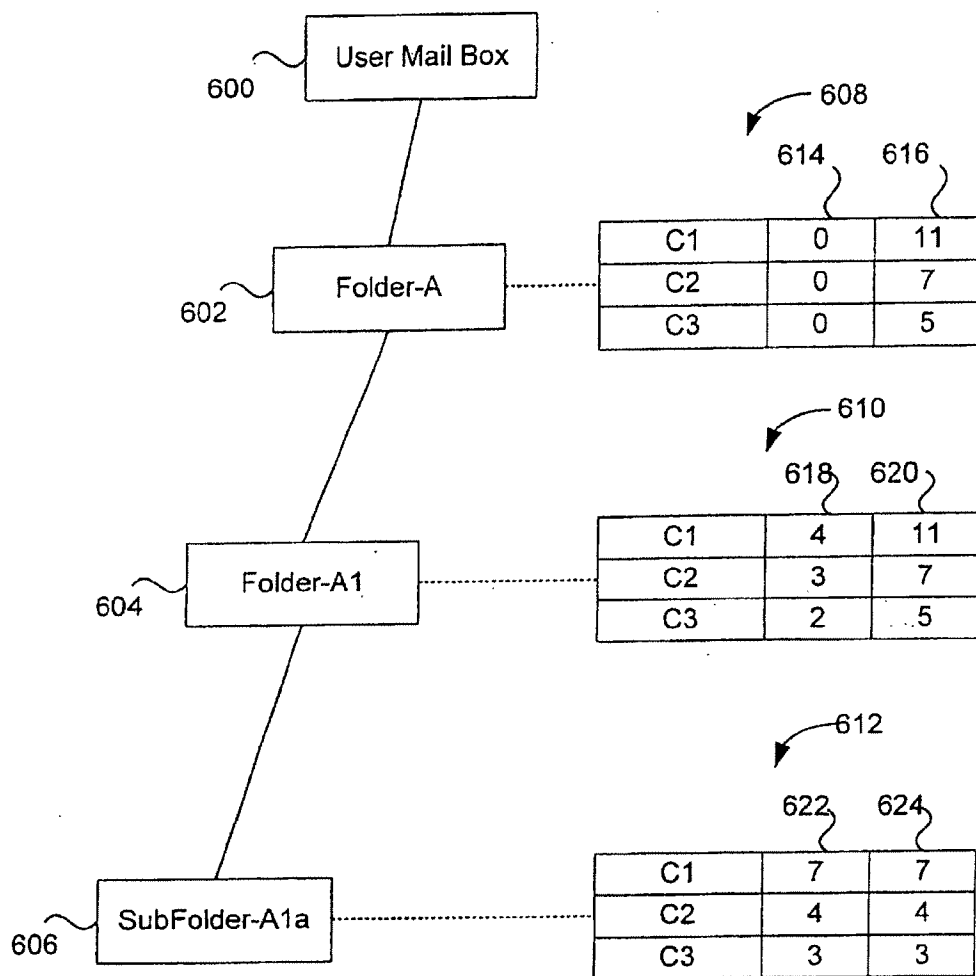 User Mail Box
600
608
614 616
C1 0 11
C2 0 7
C3 0 5
Folder-A
602
610
618 620
C1 4 11
C2 3 7
C3 2 5
Folder-A1
604
612
622 624
C1 7 7
C2 4 4
C3 3 3
SubFolder-A1a
606